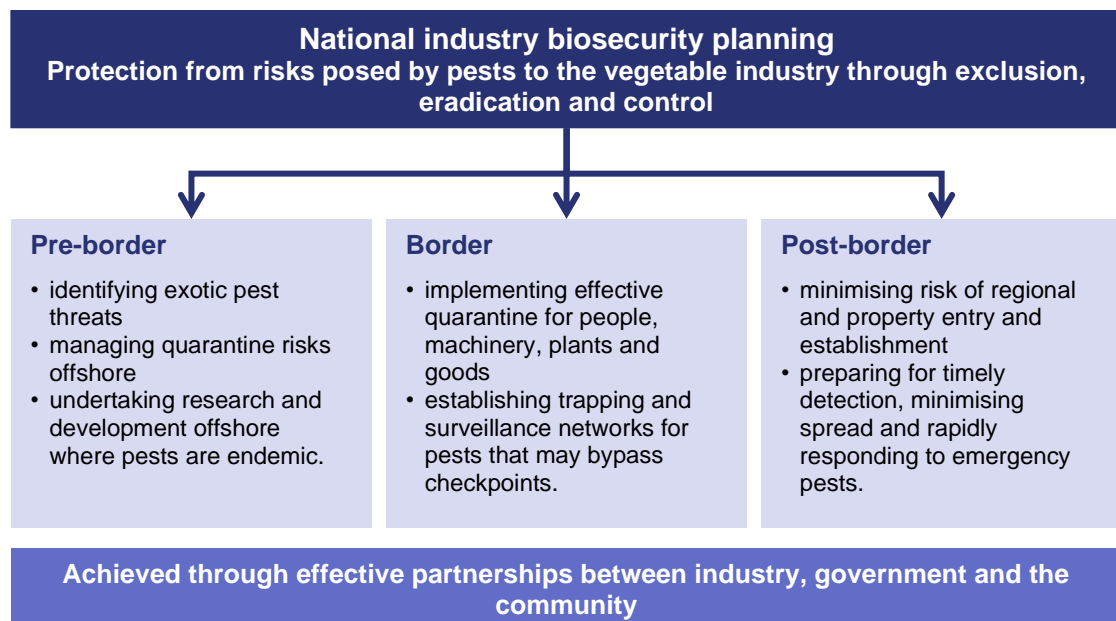 National industry biosecurity planning
Protection from risks posed by pests to the vegetable industry through exclusion,
eradication and control
Pre-border
• identifying exotic pest
threats
• managing quarantine risks
offshore
• undertaking research and
development offshore
where pests are endemic.
Border
• implementing effective
quarantine for people,
machinery, plants and
goods
• establishing trapping and
surveillance networks for
pests that may bypass
checkpoints.
Post-border
• minimising risk of regional
and property entry and
establishment
• preparing for timely
detection, minimising
spread and rapidly
responding to emergency
pests.
Achieved through effective partnerships between industry, government and the
community